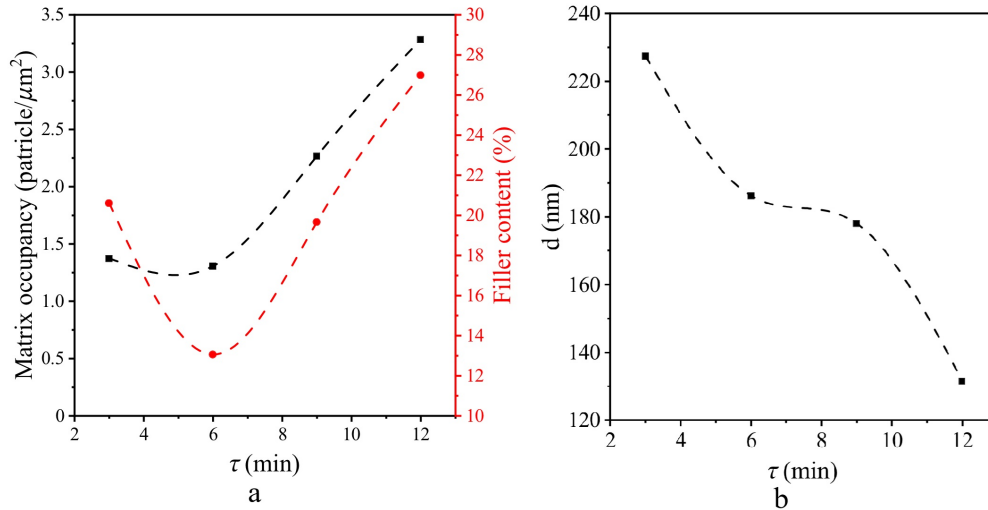 3.5
3.0
2.5
2.0
1.5
1.0
0.5
0
Matrix occupancy (patricle/μm²)
30
28
26
24
22
20
18
16
14
12
10
Filler content (%)
2 4 6 8 10 12
τ (min)
a
240
220
200
180
160
140
120
d (nm)
2 4 6 8 10 12
τ (min)
b